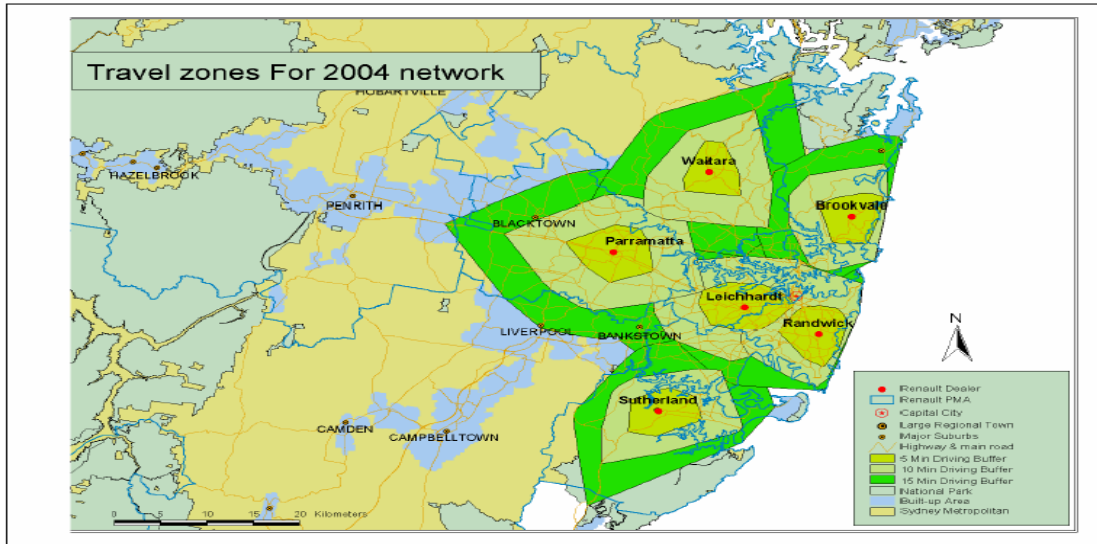 Travel zones For 2004 network
HOBARTVILLE
Waitara
HAZELBROOK
PENRITH
Brookvale
BLACKTOWN
Parramatta
Leichhardt
Randwick
LIVERPOOL
BANKSTOWN
N
Sutherland
CAMDEN
CAMPBELLTOWN
Renault Dealer
Renault PMA
Capital City
Large Regional Town
Major Suburbs
Highway & main road
5 Min Driving Buffer
10 Min Driving Buffer
15 Min Driving Buffer
National Park
Built-up Area
Sydney Metropolitan
0 5 10 15 20 Kilometers